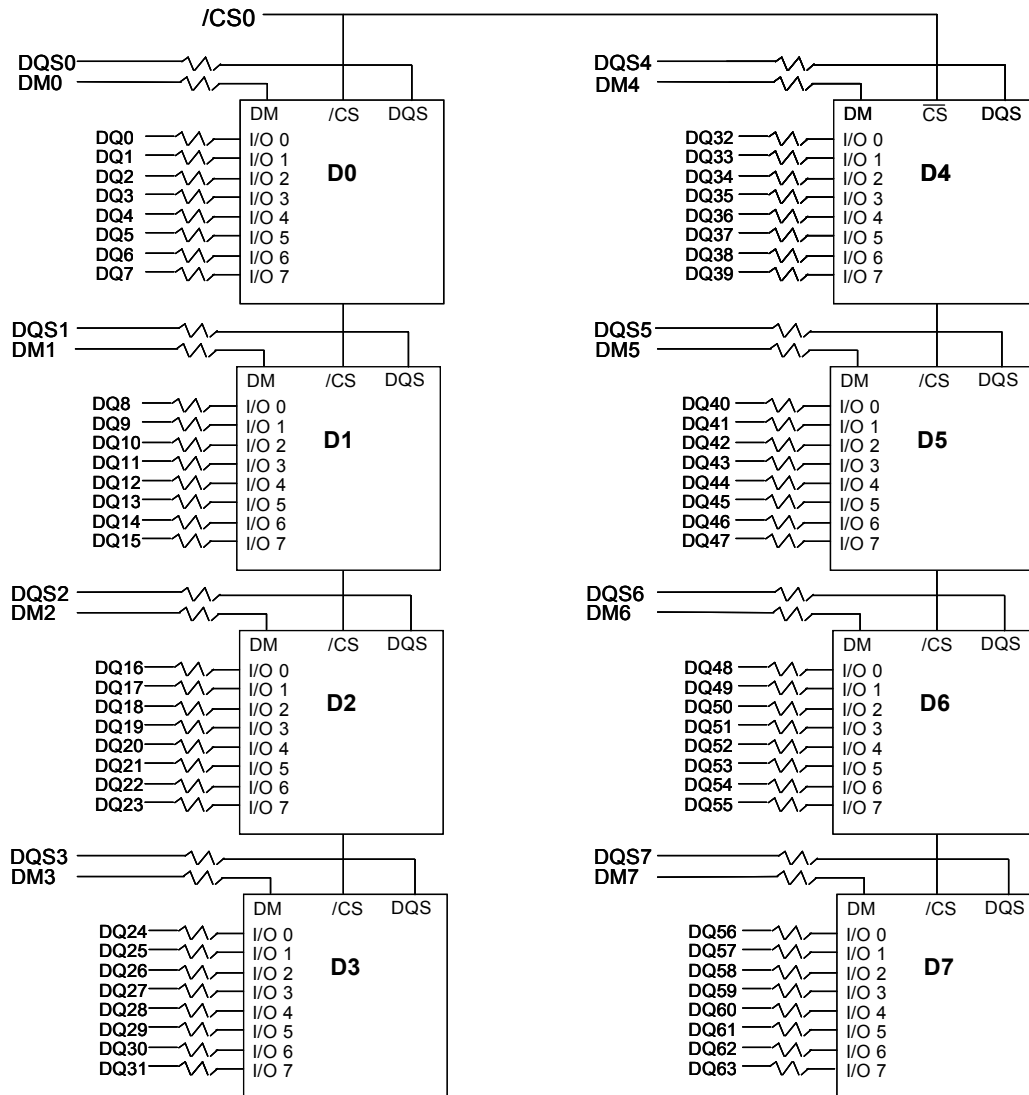 /CS0
DQS0
DM0
DM /CS DQS
D0
DQ0 I/O 0
DQ1 I/O 1
DQ2 I/O 2
DQ3 I/O 3
DQ4 I/O 4
DQ5 I/O 5
DQ6 I/O 6
DQ7 I/O 7
DQS1
DM1
DM /CS DQS
D1
DQ8 I/O 0
DQ9 I/O 1
DQ10 I/O 2
DQ11 I/O 3
DQ12 I/O 4
DQ13 I/O 5
DQ14 I/O 6
DQ15 I/O 7
DQS2
DM2
DM /CS DQS
D2
DQ16 I/O 0
DQ17 I/O 1
DQ18 I/O 2
DQ19 I/O 3
DQ20 I/O 4
DQ21 I/O 5
DQ22 I/O 6
DQ23 I/O 7
DQS3
DM3
DM /CS DQS
D3
DQ24 I/O 0
DQ25 I/O 1
DQ26 I/O 2
DQ27 I/O 3
DQ28 I/O 4
DQ29 I/O 5
DQ30 I/O 6
DQ31 I/O 7
DQS4
DM4
DM C̅S̅ DQS
D4
DQ32 I/O 0
DQ33 I/O 1
DQ34 I/O 2
DQ35 I/O 3
DQ36 I/O 4
DQ37 I/O 5
DQ38 I/O 6
DQ39 I/O 7
DQS5
DM5
DM /CS DQS
D5
DQ40 I/O 0
DQ41 I/O 1
DQ42 I/O 2
DQ43 I/O 3
DQ44 I/O 4
DQ45 I/O 5
DQ46 I/O 6
DQ47 I/O 7
DQS6
DM6
DM /CS DQS
D6
DQ48 I/O 0
DQ49 I/O 1
DQ50 I/O 2
DQ51 I/O 3
DQ52 I/O 4
DQ53 I/O 5
DQ54 I/O 6
DQ55 I/O 7
DQS7
DM7
DM /CS DQS
D7
DQ56 I/O 0
DQ57 I/O 1
DQ58 I/O 2
DQ59 I/O 3
DQ60 I/O 4
DQ61 I/O 5
DQ62 I/O 6
DQ63 I/O 7